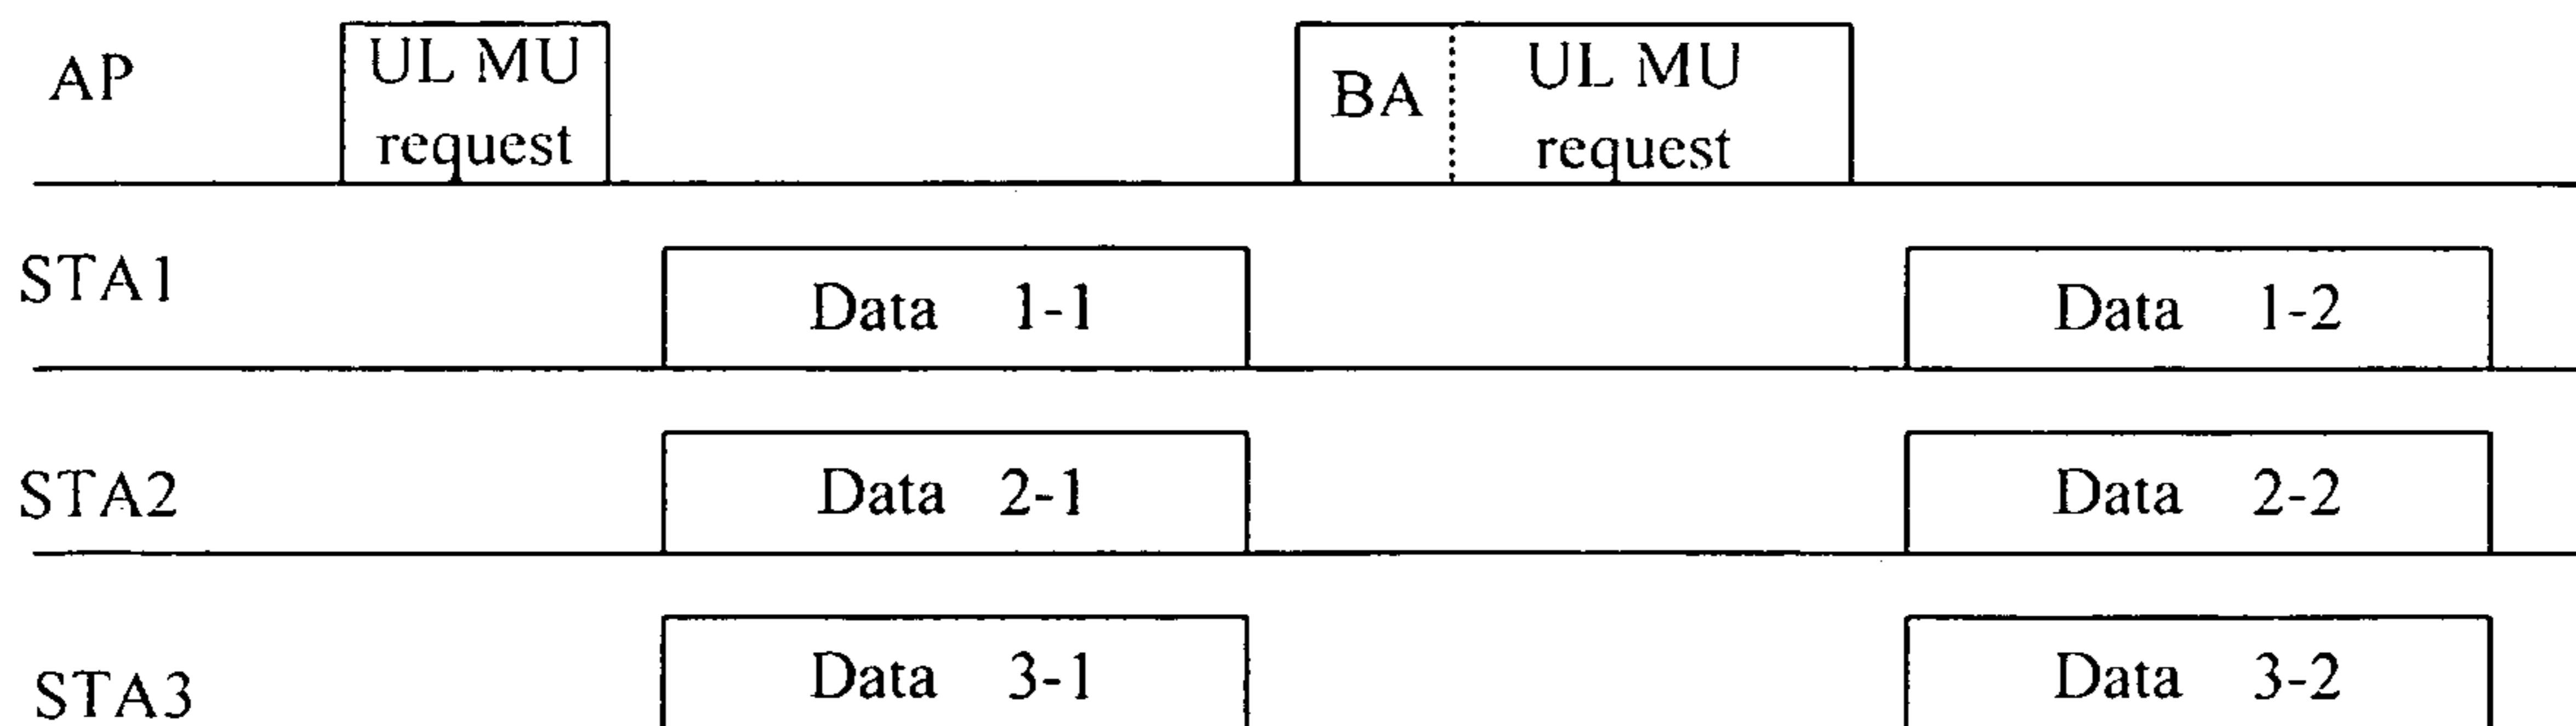 AP
UL MU
request
BA
UL MU
request
STA1
Data 1-1
Data 1-2
STA2
Data 2-1
Data 2-2
STA3
Data 3-1
Data 3-2